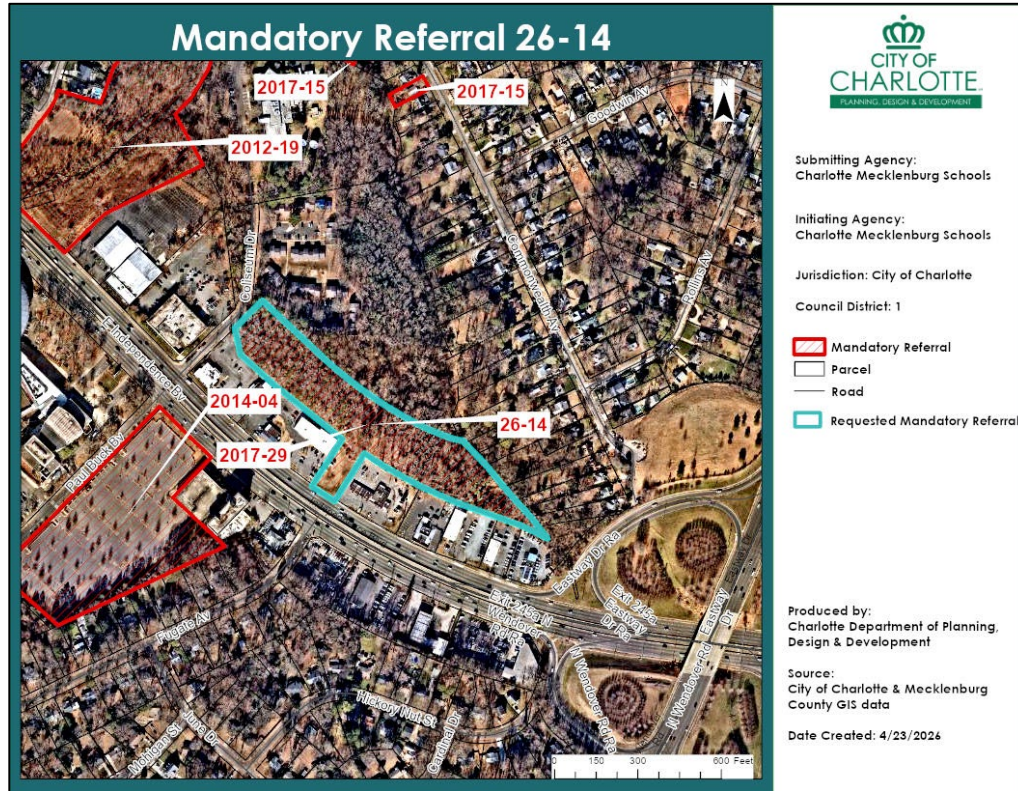 Mandatory Referral 26-14
2017-15
2017-15
Goodwin Av
2012-19
Coliseum Dr
Commonwealth Av
Rollins Av
E Independence Bv
2014-04
26-14
2017-29
Paul Buck Bv
Eastway Dr Ra
Exit 245a N
Wendover
Rd Ra
Exit 245a
Eastway
Dr Ra
Eastway
Dr
Fugate Av
N Wendover Rd
N Wendover Rd Ra
Hickory Nut St
Cardinal Dr
June Dr
Mobigan St
0 150 300 450 600 Feet
CITY OF
CHARLOTTE
PLANNING, DESIGN & DEVELOPMENT
Submitting Agency:
Charlotte Mecklenburg Schools
Initiating Agency:
Charlotte Mecklenburg Schools
Jurisdiction: City of Charlotte
Council District: 1
Mandatory Referral
Parcel
Road
Requested Mandatory Referral
Produced by:
Charlotte Department of Planning,
Design & Development
Source:
City of Charlotte & Mecklenburg
County GIS data
Date Created: 4/23/2026